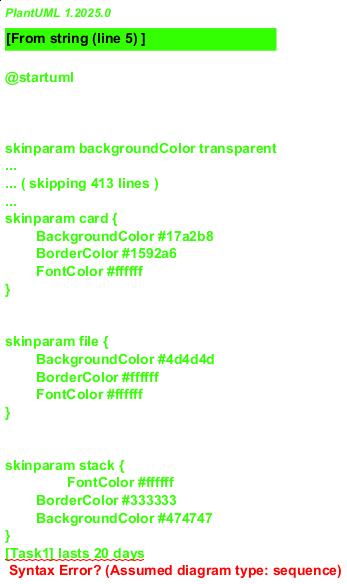 PlantUML 1.2025.0
[From string (line 5) ]
@startuml
skinparam backgroundColor transparent
...
... ( skipping 413 lines )
...
skinparam card {
BackgroundColor #17a2b8
BorderColor #1592a6
FontColor #ffffff
}
skinparam file {
BackgroundColor #4d4d4d
BorderColor #ffffff
FontColor #ffffff
}
skinparam stack {
FontColor #ffffff
BorderColor #333333
BackgroundColor #474747
}
[Task1] lasts 20 days
Syntax Error? (Assumed diagram type: sequence)